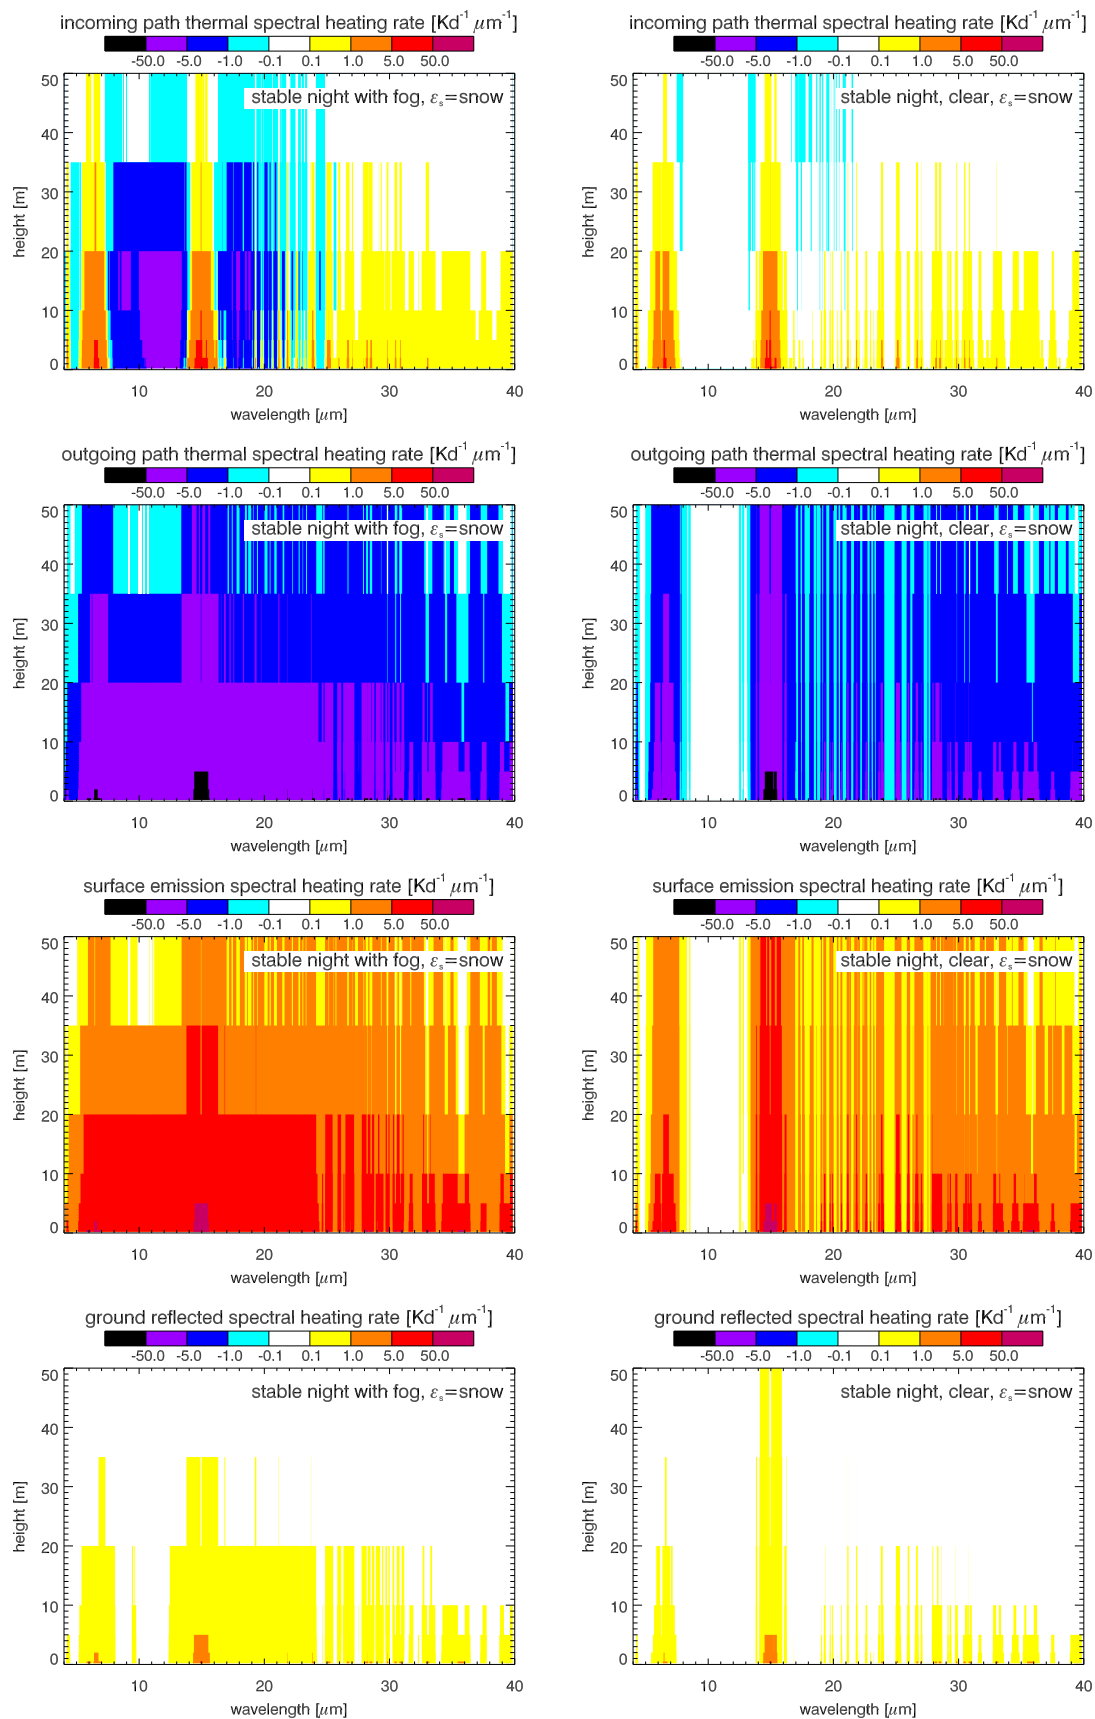 incoming path thermal spectral heating rate [Kd⁻¹ μm⁻¹]
-50.0 -5.0 -1.0 -0.1 0.1 1.0 5.0 50.0
stable night with fog, εₛ=snow
50
40
30
20
10
0
height [m]
10 20 30 40
wavelength [μm]
incoming path thermal spectral heating rate [Kd⁻¹ μm⁻¹]
-50.0 -5.0 -1.0 -0.1 0.1 1.0 5.0 50.0
stable night, clear, εₛ=snow
50
40
30
20
10
0
height [m]
10 20 30 40
wavelength [μm]
outgoing path thermal spectral heating rate [Kd⁻¹ μm⁻¹]
-50.0 -5.0 -1.0 -0.1 0.1 1.0 5.0 50.0
stable night with fog, εₛ=snow
50
40
30
20
10
0
height [m]
10 20 30 40
wavelength [μm]
outgoing path thermal spectral heating rate [Kd⁻¹ μm⁻¹]
-50.0 -5.0 -1.0 -0.1 0.1 1.0 5.0 50.0
stable night, clear, εₛ=snow
50
40
30
20
10
0
height [m]
10 20 30 40
wavelength [μm]
surface emission spectral heating rate [Kd⁻¹ μm⁻¹]
-50.0 -5.0 -1.0 -0.1 0.1 1.0 5.0 50.0
stable night with fog, εₛ=snow
50
40
30
20
10
0
height [m]
10 20 30 40
wavelength [μm]
surface emission spectral heating rate [Kd⁻¹ μm⁻¹]
-50.0 -5.0 -1.0 -0.1 0.1 1.0 5.0 50.0
stable night, clear, εₛ=snow
50
40
30
20
10
0
height [m]
10 20 30 40
wavelength [μm]
ground reflected spectral heating rate [Kd⁻¹ μm⁻¹]
-50.0 -5.0 -1.0 -0.1 0.1 1.0 5.0 50.0
stable night with fog, εₛ=snow
50
40
30
20
10
0
height [m]
10 20 30 40
wavelength [μm]
ground reflected spectral heating rate [Kd⁻¹ μm⁻¹]
-50.0 -5.0 -1.0 -0.1 0.1 1.0 5.0 50.0
stable night, clear, εₛ=snow
50
40
30
20
10
0
height [m]
10 20 30 40
wavelength [μm]